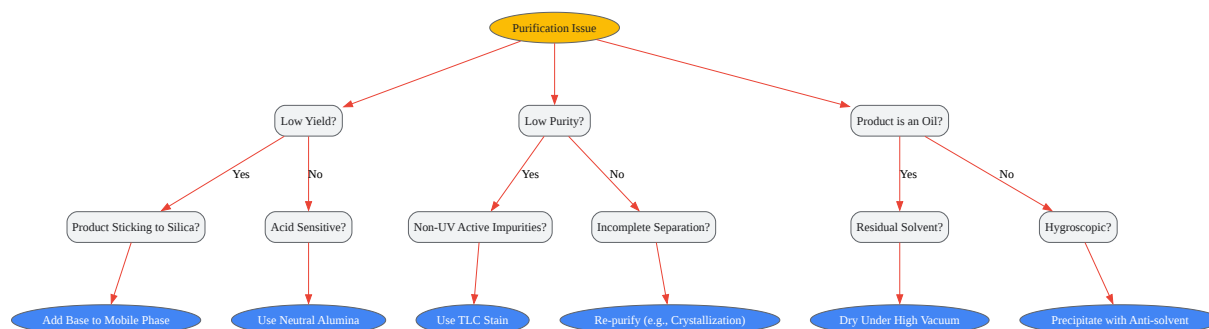 Purification Issue
Low Yield?
Low Purity?
Product is an Oil?
Yes
No
Yes
No
Yes
No
Product Sticking to Silica?
Acid Sensitive?
Non-UV Active Impurities?
Incomplete Separation?
Residual Solvent?
Hygroscopic?
Add Base to Mobile Phase
Use Neutral Alumina
Use TLC Stain
Re-purify (e.g., Crystallization)
Dry Under High Vacuum
Precipitate with Anti-solvent